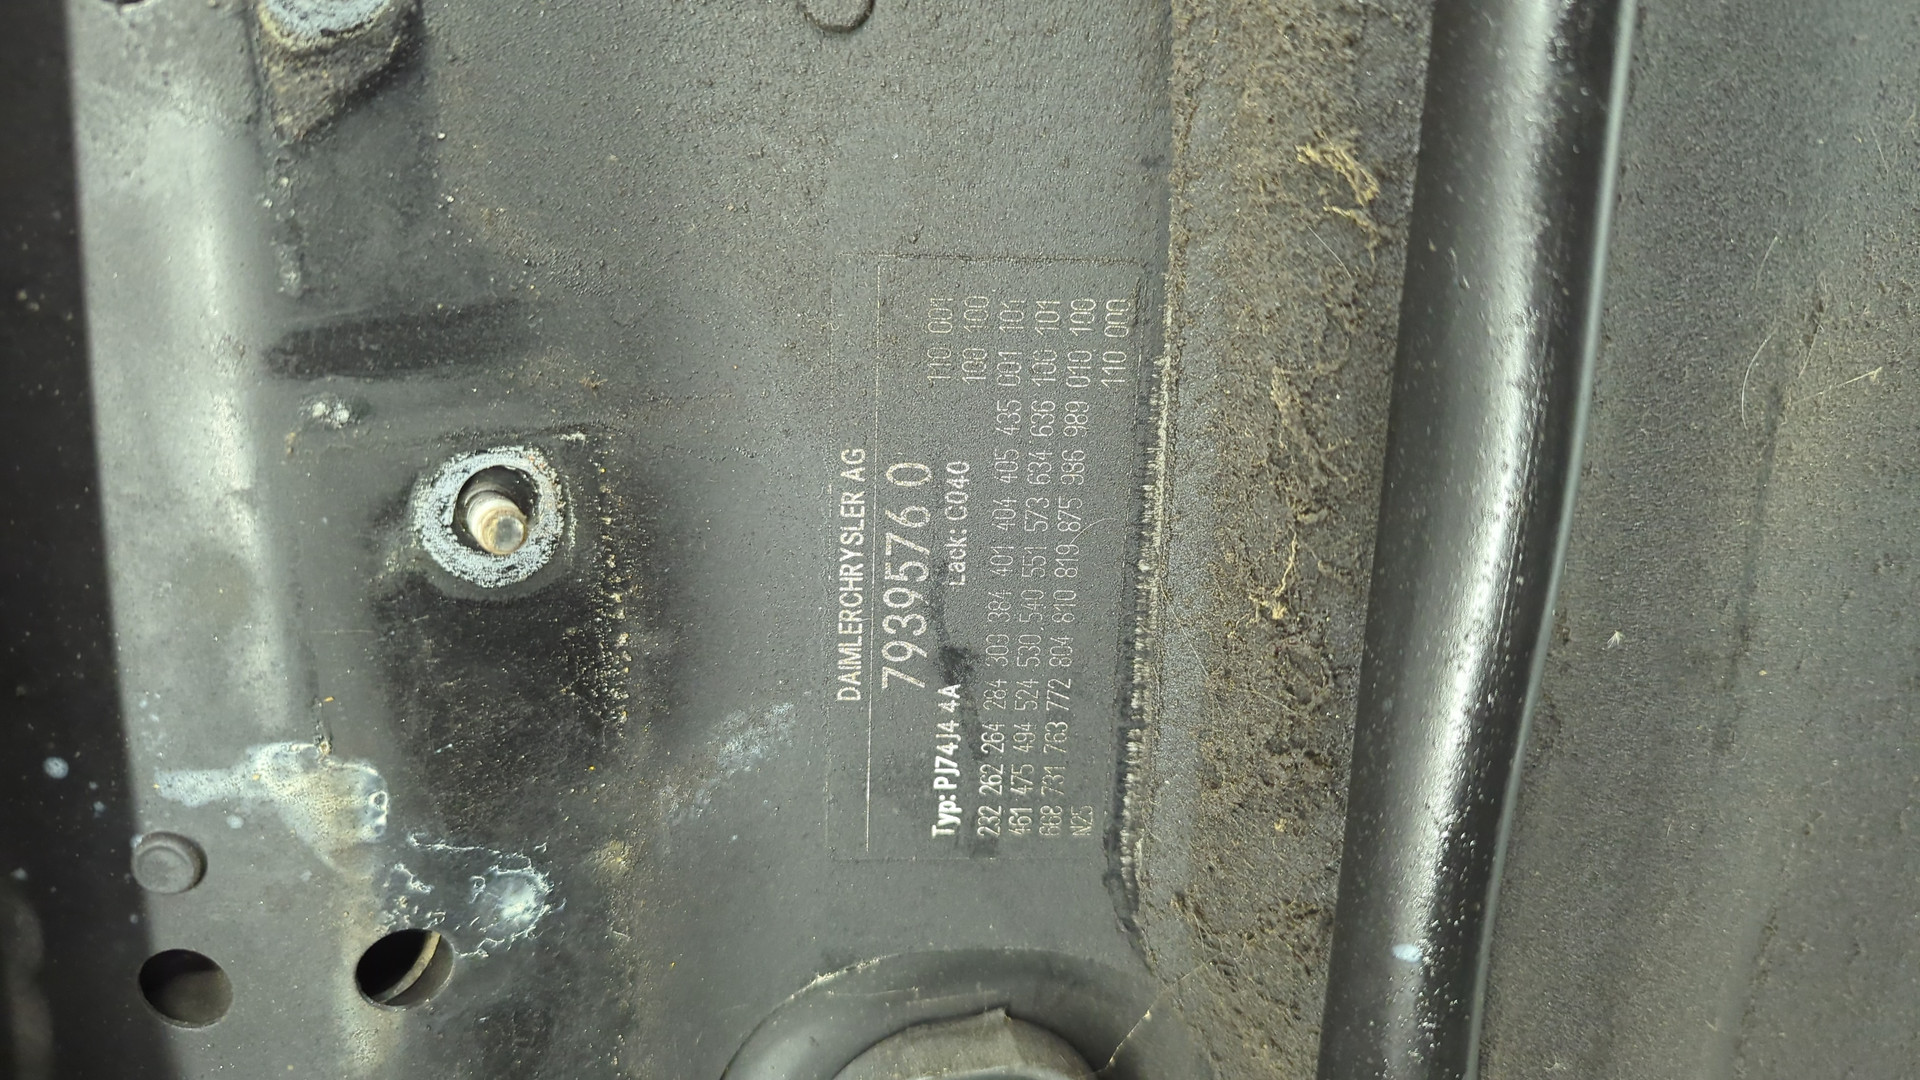 DAIMLERCHRYSLER AG
7939576 0
Typ: PJ74J4 4A Lack: C040 110 001
232 262 264 284 300 384 401 404 405 435 001 101
461 475 494 524 530 540 551 573 634 636 100 101
668 731 763 772 804 810 819 875 986 989 010 100
N25 110 000
100 100